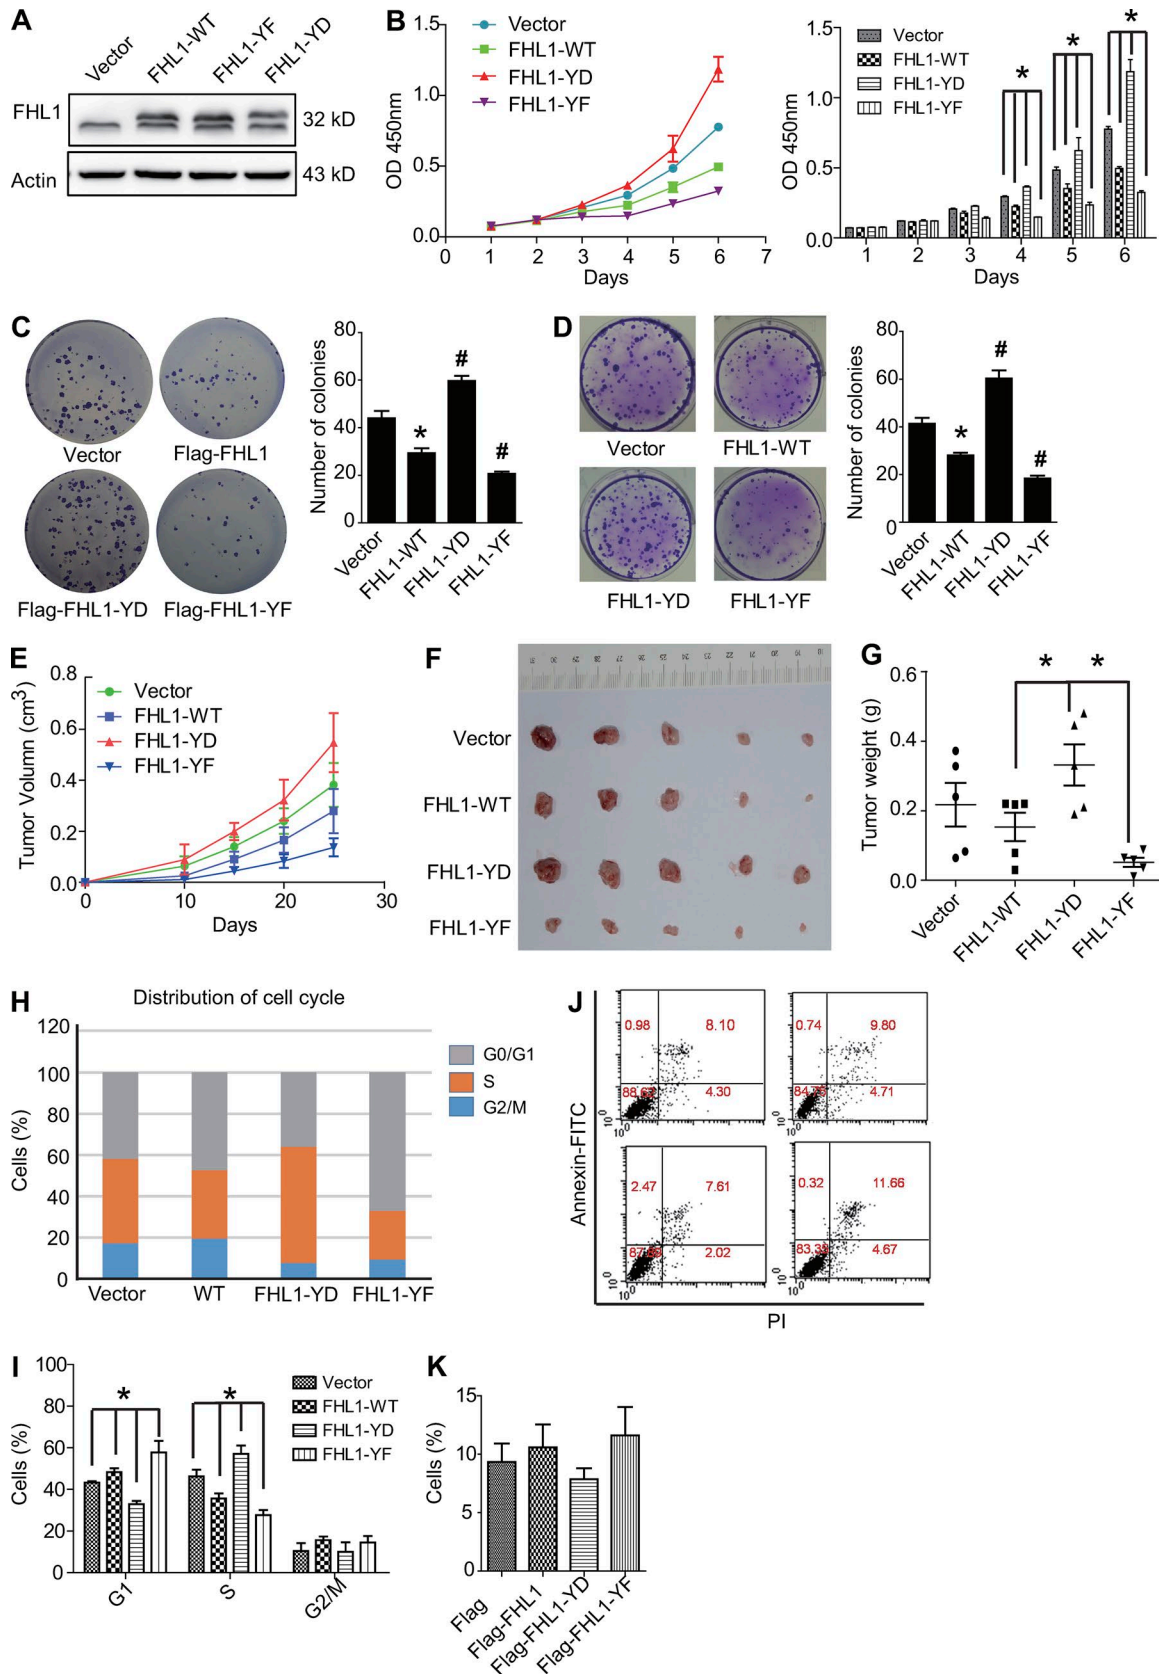 A
Vector
FHL1-WT
FHL1-YF
FHL1-YD
FHL1
32 kD
Actin
43 kD
B
1.5
1.0
0.5
0.0
OD 450nm
Vector
FHL1-WT
FHL1-YD
FHL1-YF
0 1 2 3 4 5 6 7
Days
1.5
1.0
0.5
0.0
OD 450nm
Vector
FHL1-WT
FHL1-YD
FHL1-YF
* * *
1 2 3 4 5 6
Days
C
Vector
Flag-FHL1
Flag-FHL1-YD
Flag-FHL1-YF
80
60
40
20
0
Number of colonies
* # #
Vector
FHL1-WT
FHL1-YD
FHL1-YF
D
Vector
FHL1-WT
FHL1-YD
FHL1-YF
80
60
40
20
0
Number of colonies
* # #
Vector
FHL1-WT
FHL1-YD
FHL1-YF
E
0.8
0.6
0.4
0.2
0.0
Tumor Volumn (cm3)
Vector
FHL1-WT
FHL1-YD
FHL1-YF
0 10 20 30
Days
F
Vector
FHL1-WT
FHL1-YD
FHL1-YF
G
0.6
0.4
0.2
0.0
Tumor weight (g)
* *
Vector
FHL1-WT
FHL1-YD
FHL1-YF
H
Distribution of cell cycle
120
100
80
60
40
20
0
Cells (%)
G0/G1
S
G2/M
Vector
WT
FHL1-YD
FHL1-YF
J
0.98 8.10
4.30
0.74 9.80
4.71
2.47 7.61
2.02
0.32 11.66
4.67
Annexin-FITC
PI
I
100
80
60
40
20
0
Cells (%)
* *
Vector
FHL1-WT
FHL1-YD
FHL1-YF
G1
S
G2/M
K
15
10
5
0
Cells (%)
Flag
Flag-FHL1
Flag-FHL1-YD
Flag-FHL1-YF